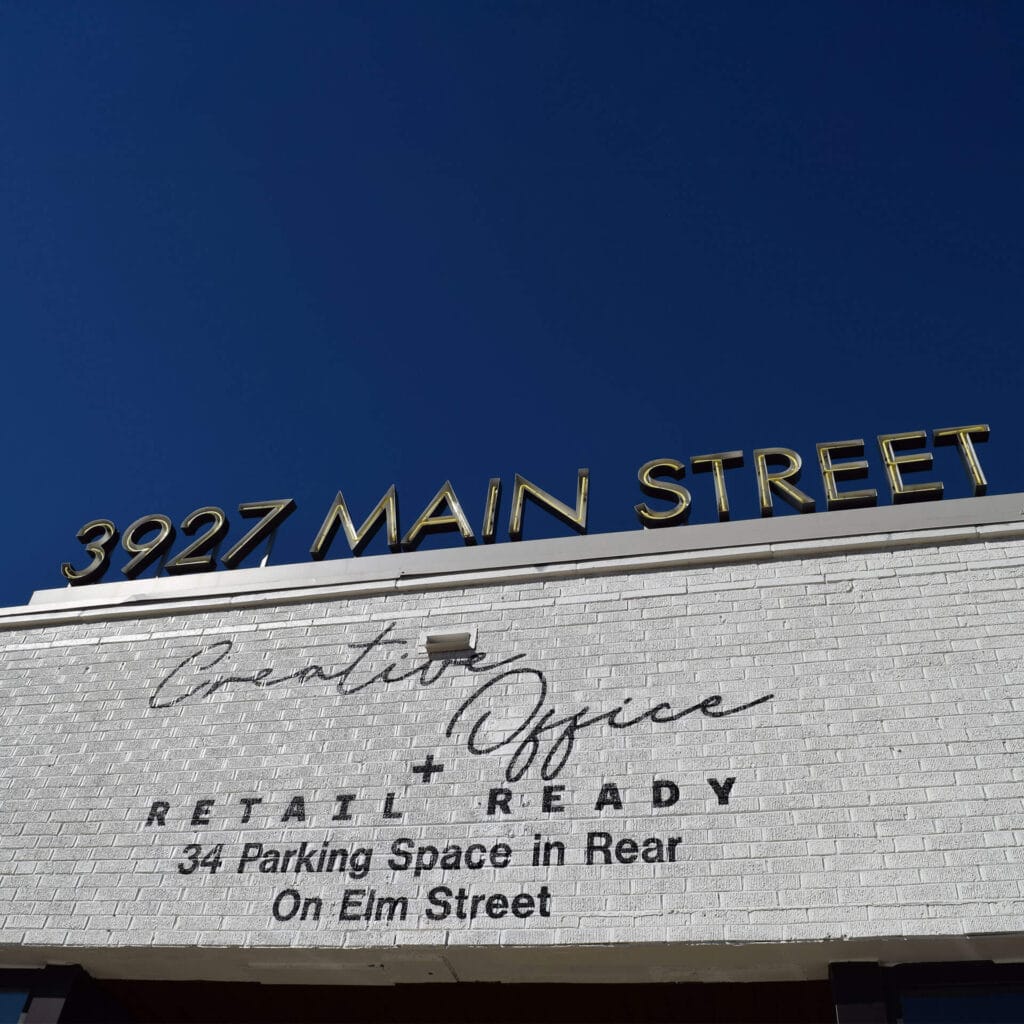 3927 MAIN STREET
Creative
Office
+
RETAIL READY
34 Parking Space in Rear
On Elm Street